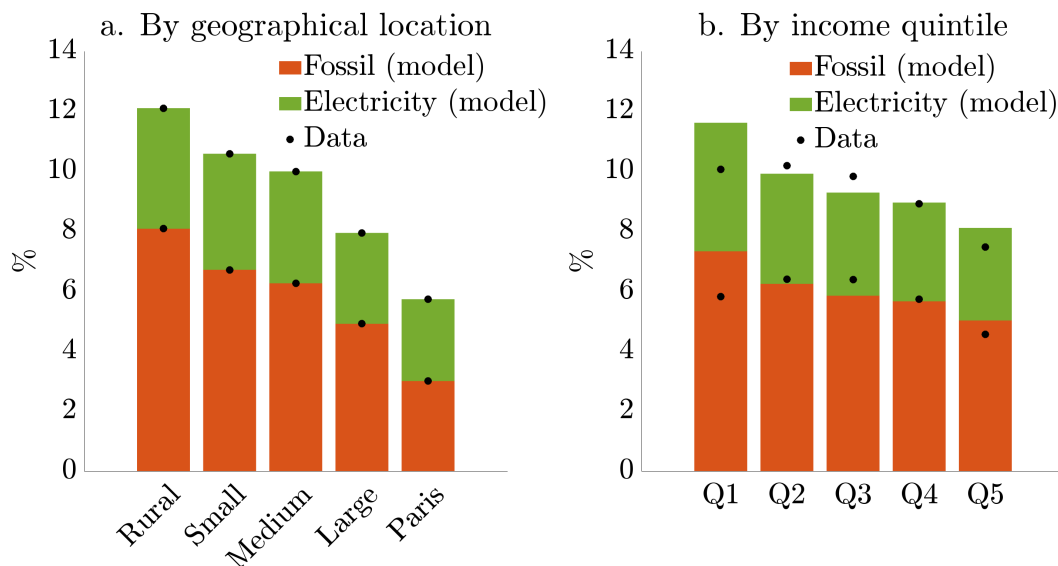 a. By geographical location
14
12
10
8
6
4
2
0
%
Fossil (model)
Electricity (model)
Data
Rural
Small
Medium
Large
Paris
b. By income quintile
14
12
10
8
6
4
2
0
%
Fossil (model)
Electricity (model)
Data
Q1 Q2 Q3 Q4 Q5